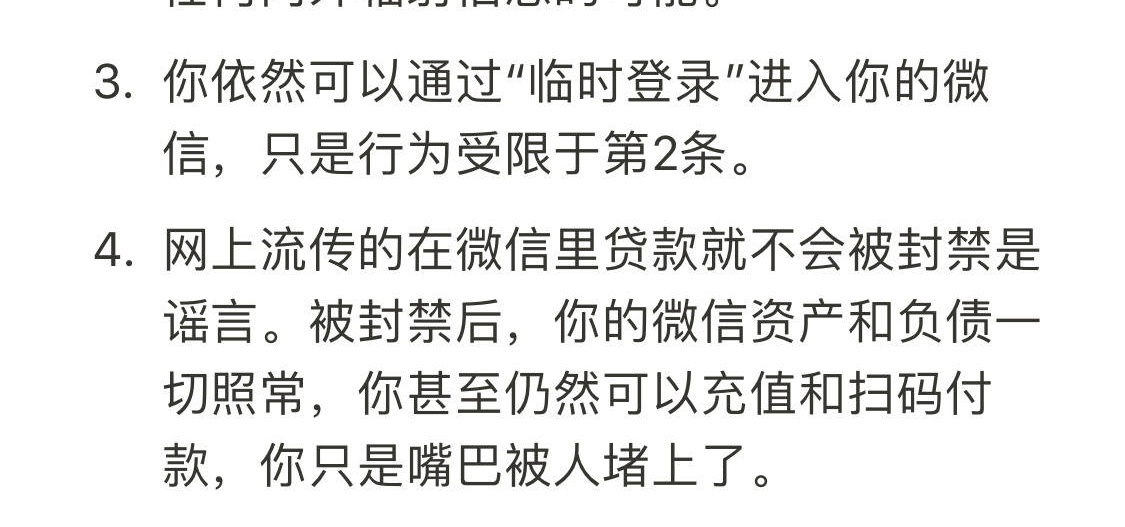 3. 你依然可以通过“临时登录”进入你的微
信，只是行为受限于第2条。
4. 网上流传的在微信里贷款就不会被封禁是
谣言。被封禁后，你的微信资产和负债一
切照常，你甚至仍然可以充值和扫码付
款，你只是嘴巴被人堵上了。